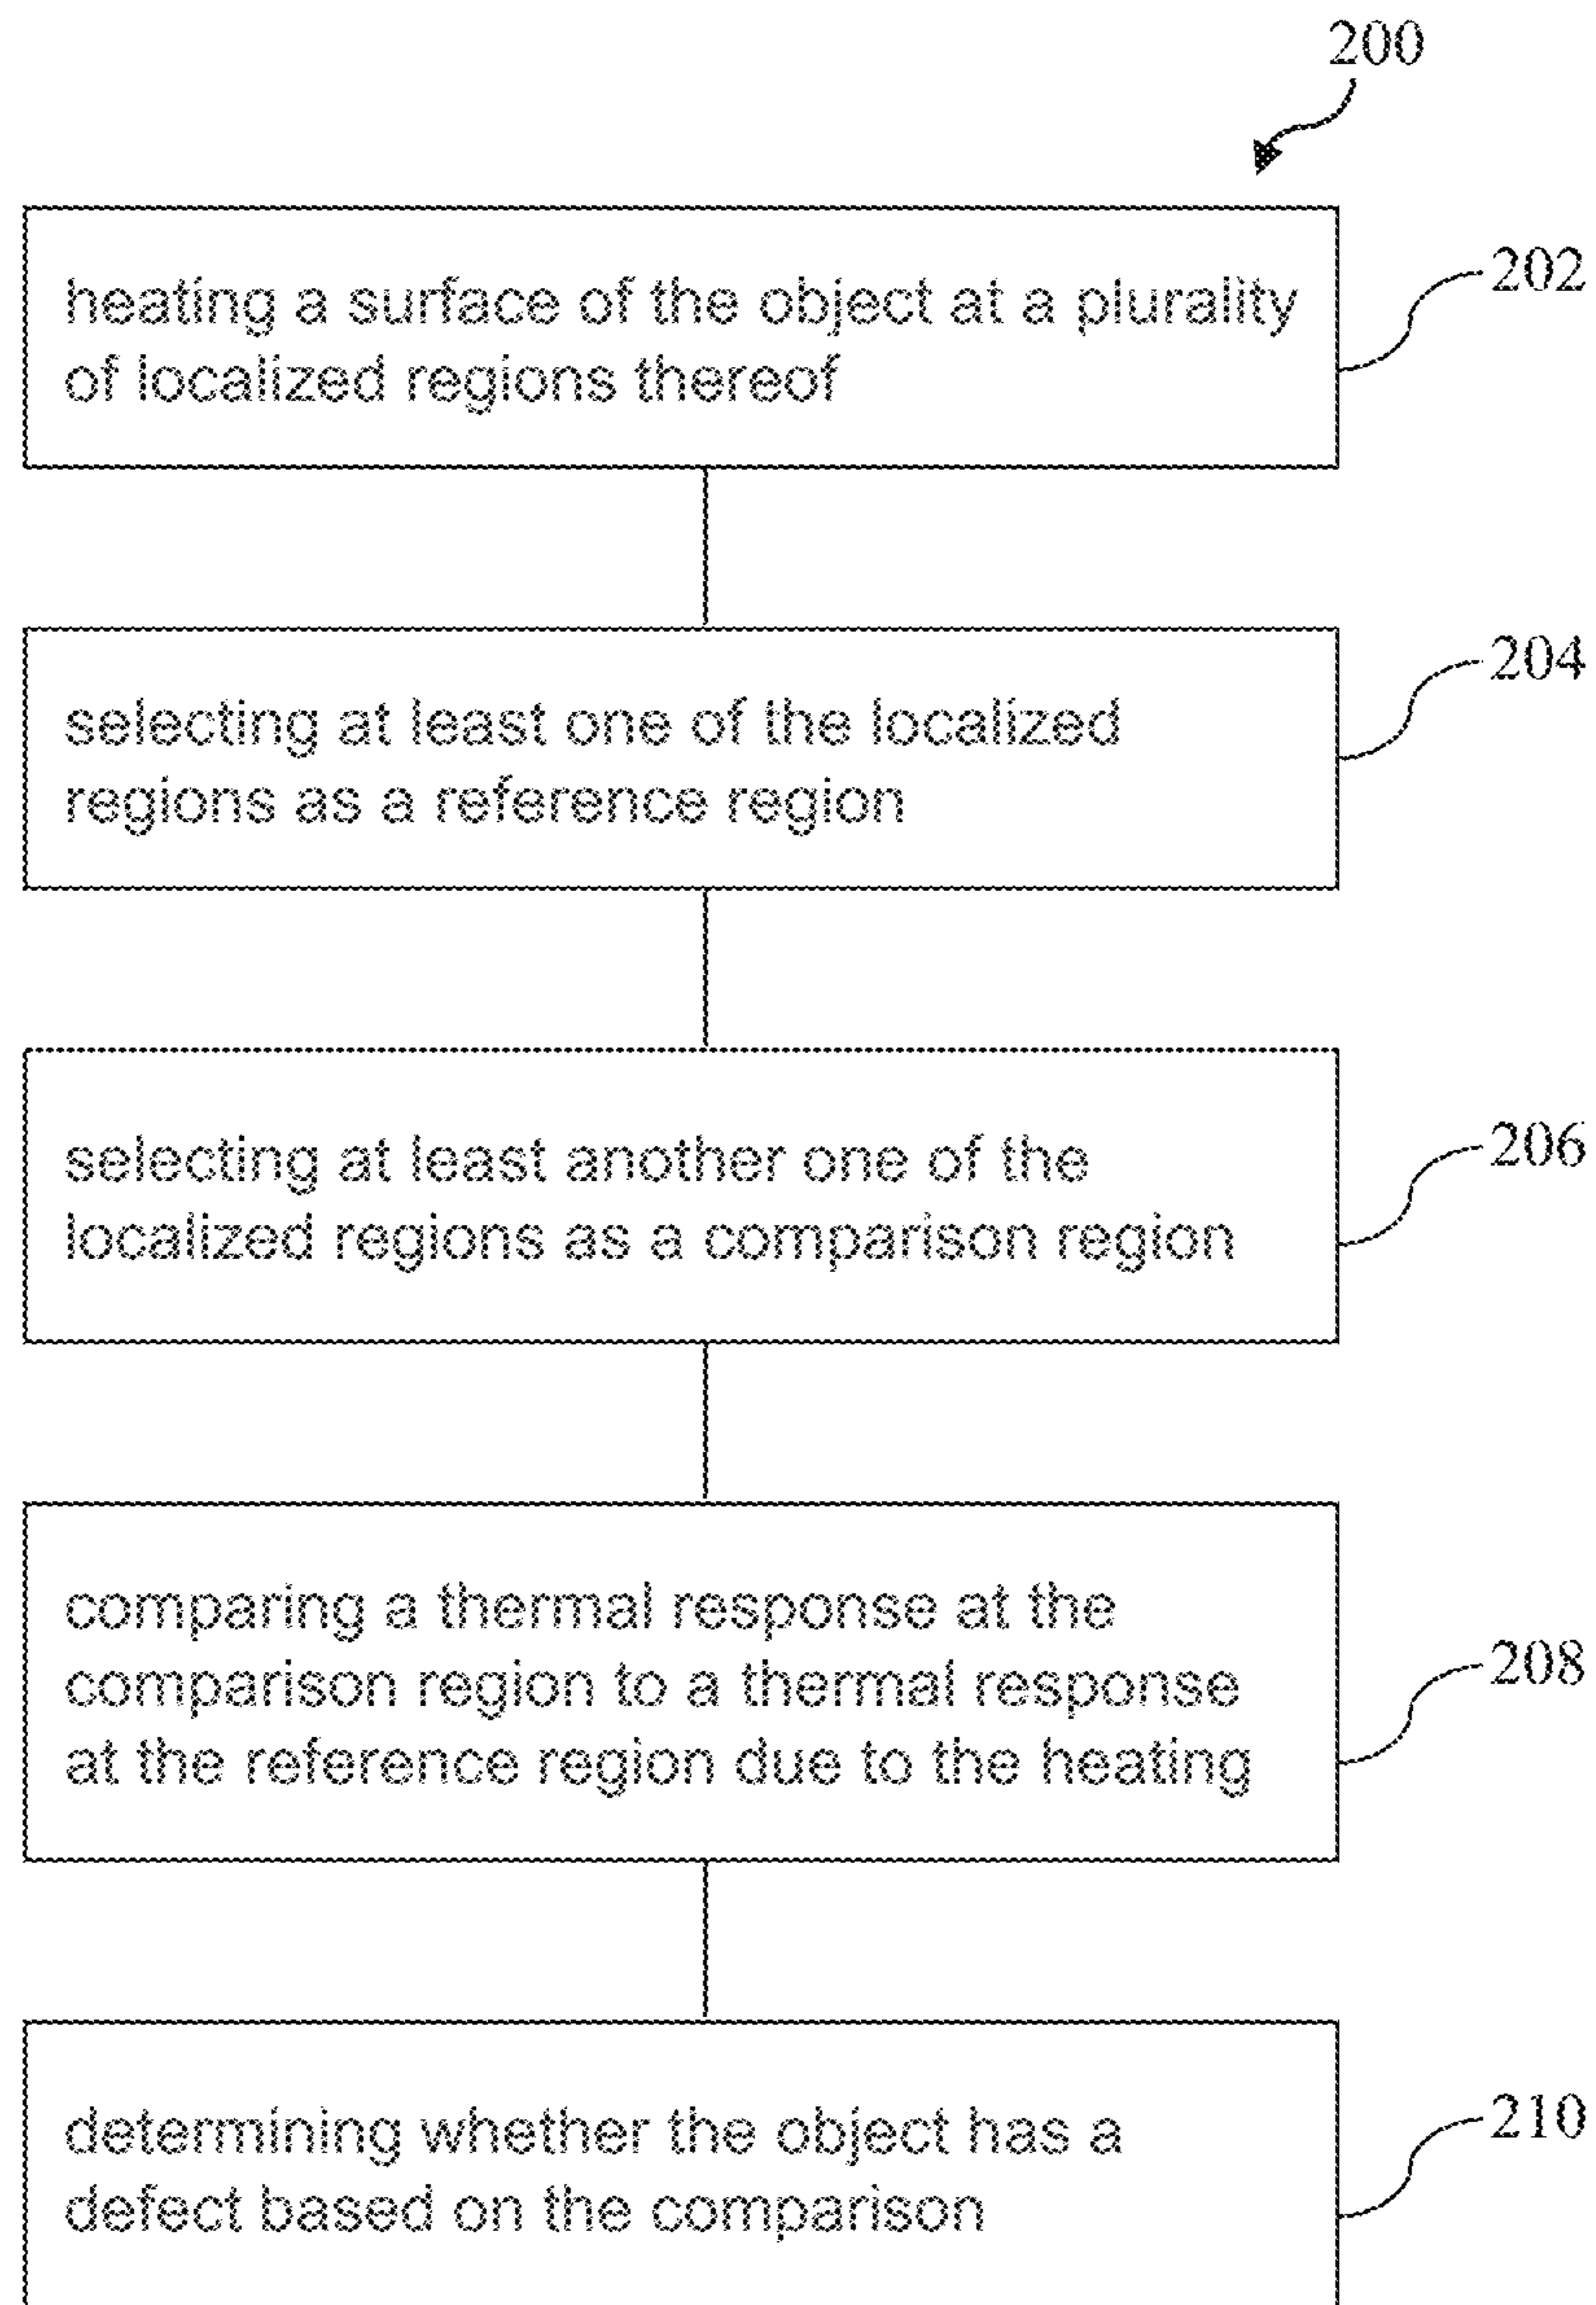 200
heating a surface of the object at a plurality
of localized regions thereof
202
selecting at least one of the localized
regions as a reference region
204
selecting at least another one of the
localized regions as a comparison region
206
comparing a thermal response at the
comparison region to a thermal response
at the reference region due to the heating
208
determining whether the object has a
defect based on the comparison
210